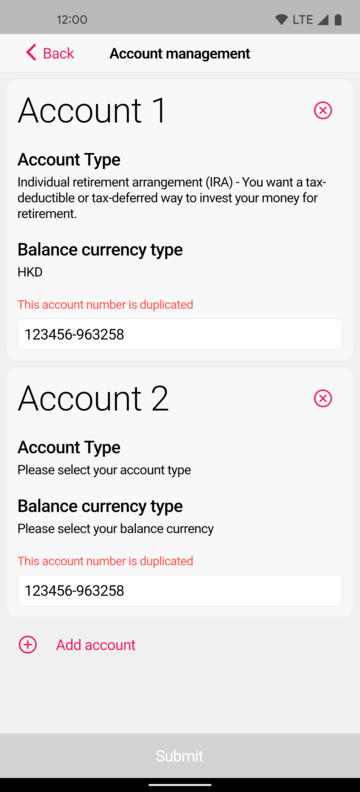 12:00
LTE
Back
Account management
Account 1
Account Type
Individual retirement arrangement (IRA) - You want a tax-
deductible or tax-deferred way to invest your money for
retirement.
Balance currency type
HKD
This account number is duplicated
123456-963258
Account 2
Account Type
Please select your account type
Balance currency type
Please select your balance currency
This account number is duplicated
123456-963258
Add account
Submit